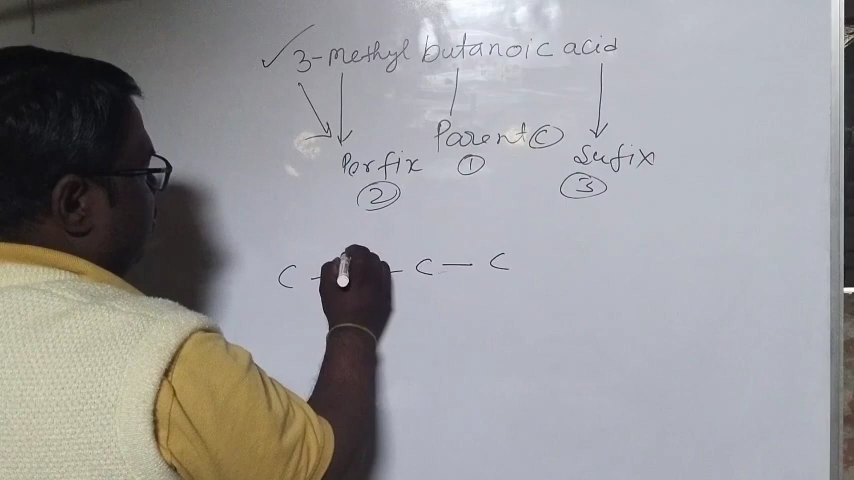 ✓ 3-methyl butanoic acid
Perfix Parent C Sufix
2 1 3
C — — C — C